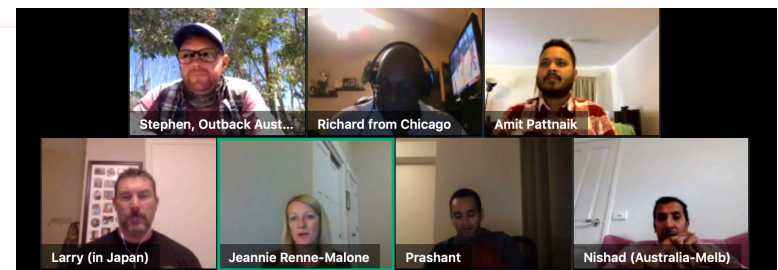 Stephen, Outback Aust...
Richard from Chicago
Amit Pattnaik
Larry (in Japan)
Jeannie Renne-Malone
Prashant
Nishad (Australia-Melb)